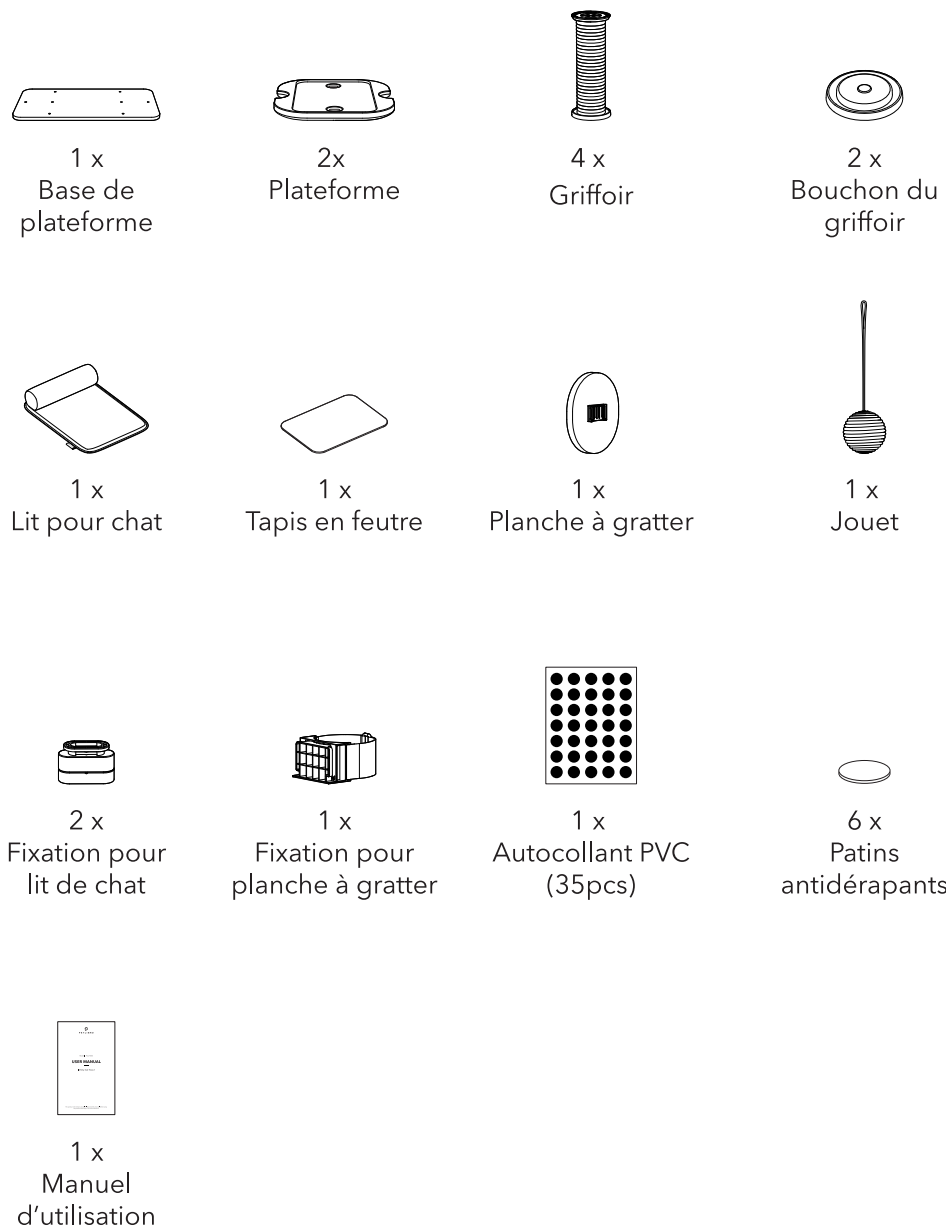 1 x
Base de
plateforme
2x
Plateforme
4 x
Griffoir
2 x
Bouchon du
griffoir
1 x
Lit pour chat
1 x
Tapis en feutre
1 x
Planche à gratter
1 x
Jouet
2 x
Fixation pour
lit de chat
1 x
Fixation pour
planche à gratter
1 x
Autocollant PVC
(35pcs)
6 x
Patins
antidérapants
USER MANUAL
1 x
Manuel
d’utilisation